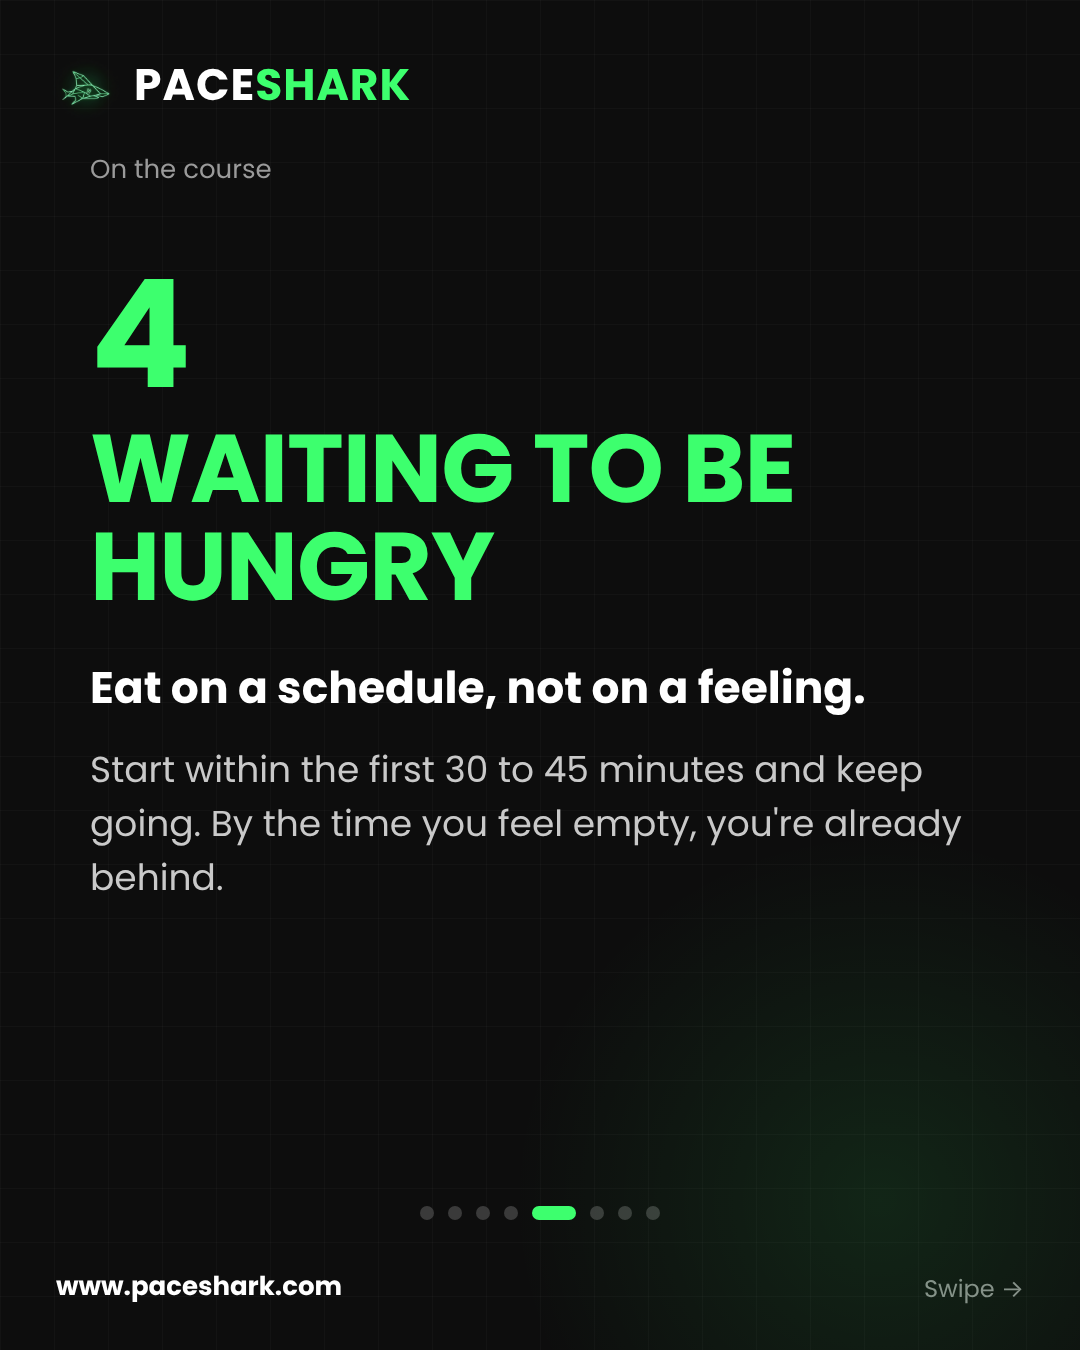 PACESHARK
On the course
4
WAITING TO BE
HUNGRY
Eat on a schedule, not on a feeling.
Start within the first 30 to 45 minutes and keep
going. By the time you feel empty, you're already
behind.
www.paceshark.com
Swipe →